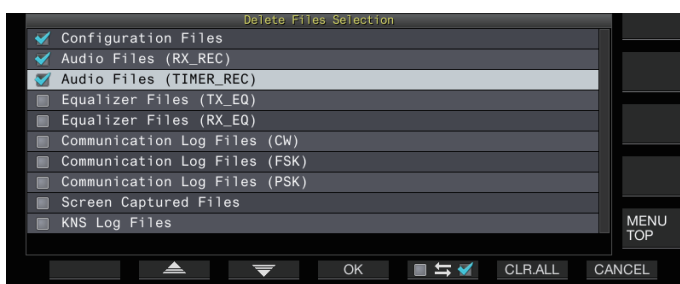 Delete Files Selection
Configuration Files
Audio Files (RX_REC)
Audio Files (TIMER_REC)
Equalizer Files (TX_EQ)
Equalizer Files (RX_EQ)
Communication Log Files (CW)
Communication Log Files (FSK)
Communication Log Files (PSK)
Screen Captured Files
KNS Log Files
MENU
TOP
OK
CLR.ALL
CANCEL